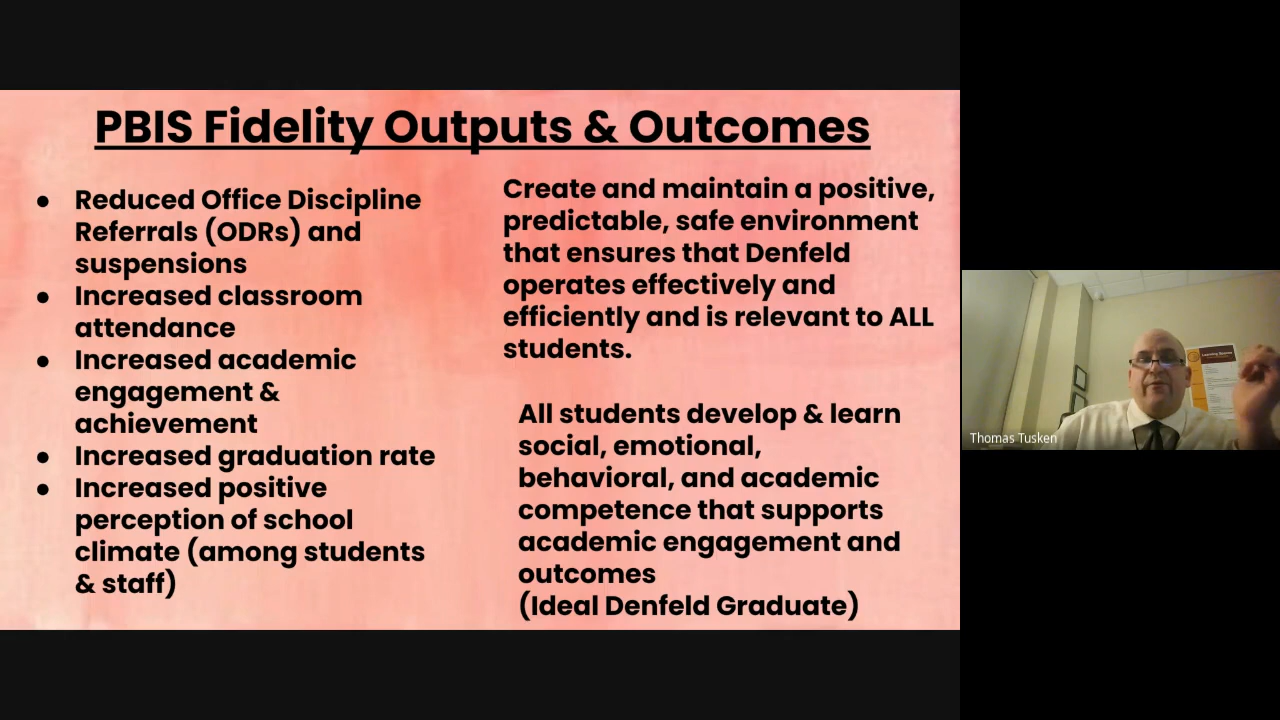 PBIS Fidelity Outputs & Outcomes
● Reduced Office Discipline
Referrals (ODRs) and
suspensions
● Increased classroom
attendance
● Increased academic
engagement &
achievement
● Increased graduation rate
● Increased positive
perception of school
climate (among students
& staff)
Create and maintain a positive,
predictable, safe environment
that ensures that Denfeld
operates effectively and
efficiently and is relevant to ALL
students.
All students develop & learn
social, emotional,
behavioral, and academic
competence that supports
academic engagement and
outcomes
(Ideal Denfeld Graduate)
Thomas Tusken